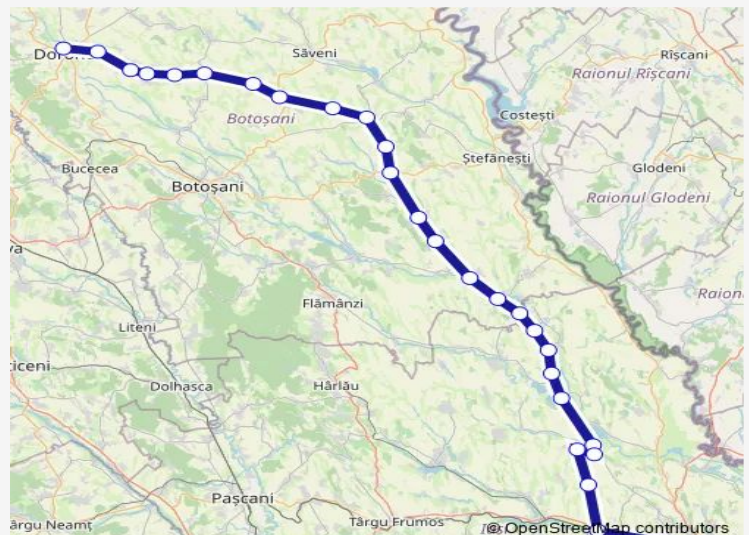 Săveni
Rîșcani
Raionul Rîșcani
Costești
Botoșani
Ștefănești
Glodeni
Bucecea
Botoșani
Raionul Glodeni
Flămânzi
Liteni
Dolhasca
Hârlău
Pașcani
Târgu Frumos
© OpenStreetMap contributors